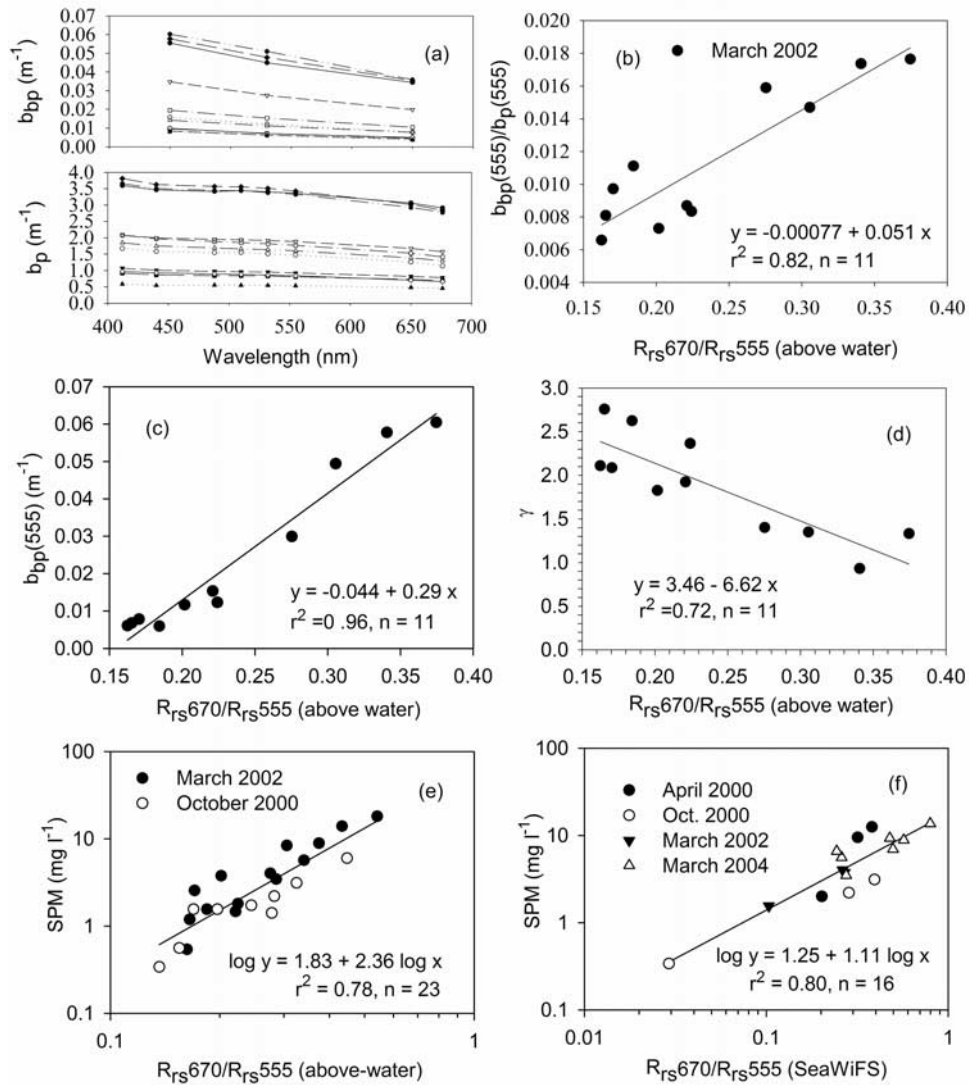 0.07
0.06
0.05
0.04
0.03
0.02
0.01
0.00
b_bp (m⁻¹)
(a)
4.0
3.5
3.0
2.5
2.0
1.5
1.0
0.5
0.0
b_p (m⁻¹)
400 450 500 550 600 650 700
Wavelength (nm)
0.020
0.018
0.016
0.014
0.012
0.010
0.008
0.006
0.004
b_bp(555)/b_p(555)
March 2002
(b)
y = -0.00077 + 0.051 x
r² = 0.82, n = 11
0.15 0.20 0.25 0.30 0.35 0.40
R_rs670/R_rs555 (above water)
0.07
0.06
0.05
0.04
0.03
0.02
0.01
0.00
b_bp(555) (m⁻¹)
(c)
y = -0.044 + 0.29 x
r² =0 .96, n = 11
0.15 0.20 0.25 0.30 0.35 0.40
R_rs670/R_rs555 (above water)
3.0
2.5
2.0
1.5
1.0
0.5
0.0
γ
(d)
y = 3.46 - 6.62 x
r² =0.72, n = 11
0.15 0.20 0.25 0.30 0.35 0.40
R_rs670/R_rs555 (above water)
100
10
1
0.1
SPM (mg l⁻¹)
March 2002
October 2000
(e)
log y = 1.83 + 2.36 log x
r² = 0.78, n = 23
0.1 1
R_rs670/R_rs555 (above-water)
100
10
1
0.1
SPM (mg l⁻¹)
April 2000
Oct. 2000
March 2002
March 2004
(f)
log y = 1.25 + 1.11 log x
r² = 0.80, n = 16
0.01 0.1 1
R_rs670/R_rs555 (SeaWiFS)